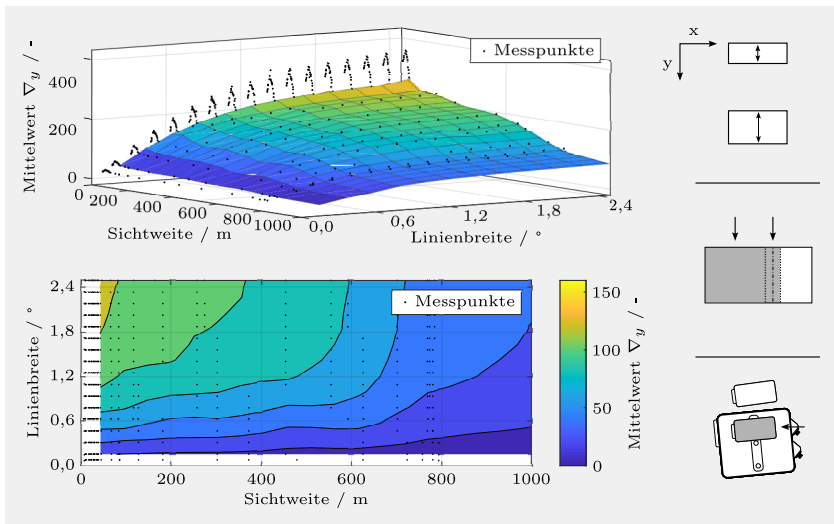 Mittelwert ∇y / -
400
200
0
Messpunkte
0
200
400
600
800
1000
Sichtweite / m
0,0
0,6
1,2
1,8
2,4
Linienbreite / °
x
y
Linienbreite / °
2,4
1,8
1,2
0,6
0,0
Messpunkte
0
200
400
600
800
1000
Sichtweite / m
150
100
50
0
Mittelwert ∇y / -